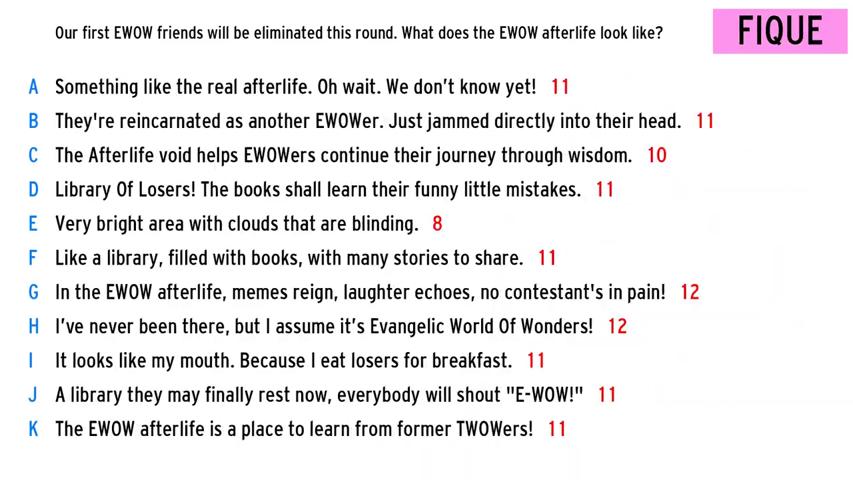 Our first EWOW friends will be eliminated this round. What does the EWOW afterlife look like?
FIQUE
A Something like the real afterlife. Oh wait. We don’t know yet! 11
B They're reincarnated as another EWOWer. Just jammed directly into their head. 11
C The Afterlife void helps EWOWers continue their journey through wisdom. 10
D Library Of Losers! The books shall learn their funny little mistakes. 11
E Very bright area with clouds that are blinding. 8
F Like a library, filled with books, with many stories to share. 11
G In the EWOW afterlife, memes reign, laughter echoes, no contestant's in pain! 12
H I’ve never been there, but I assume it’s Evangelic World Of Wonders! 12
I It looks like my mouth. Because I eat losers for breakfast. 11
J A library they may finally rest now, everybody will shout "E-WOW!" 11
K The EWOW afterlife is a place to learn from former TWOWers! 11